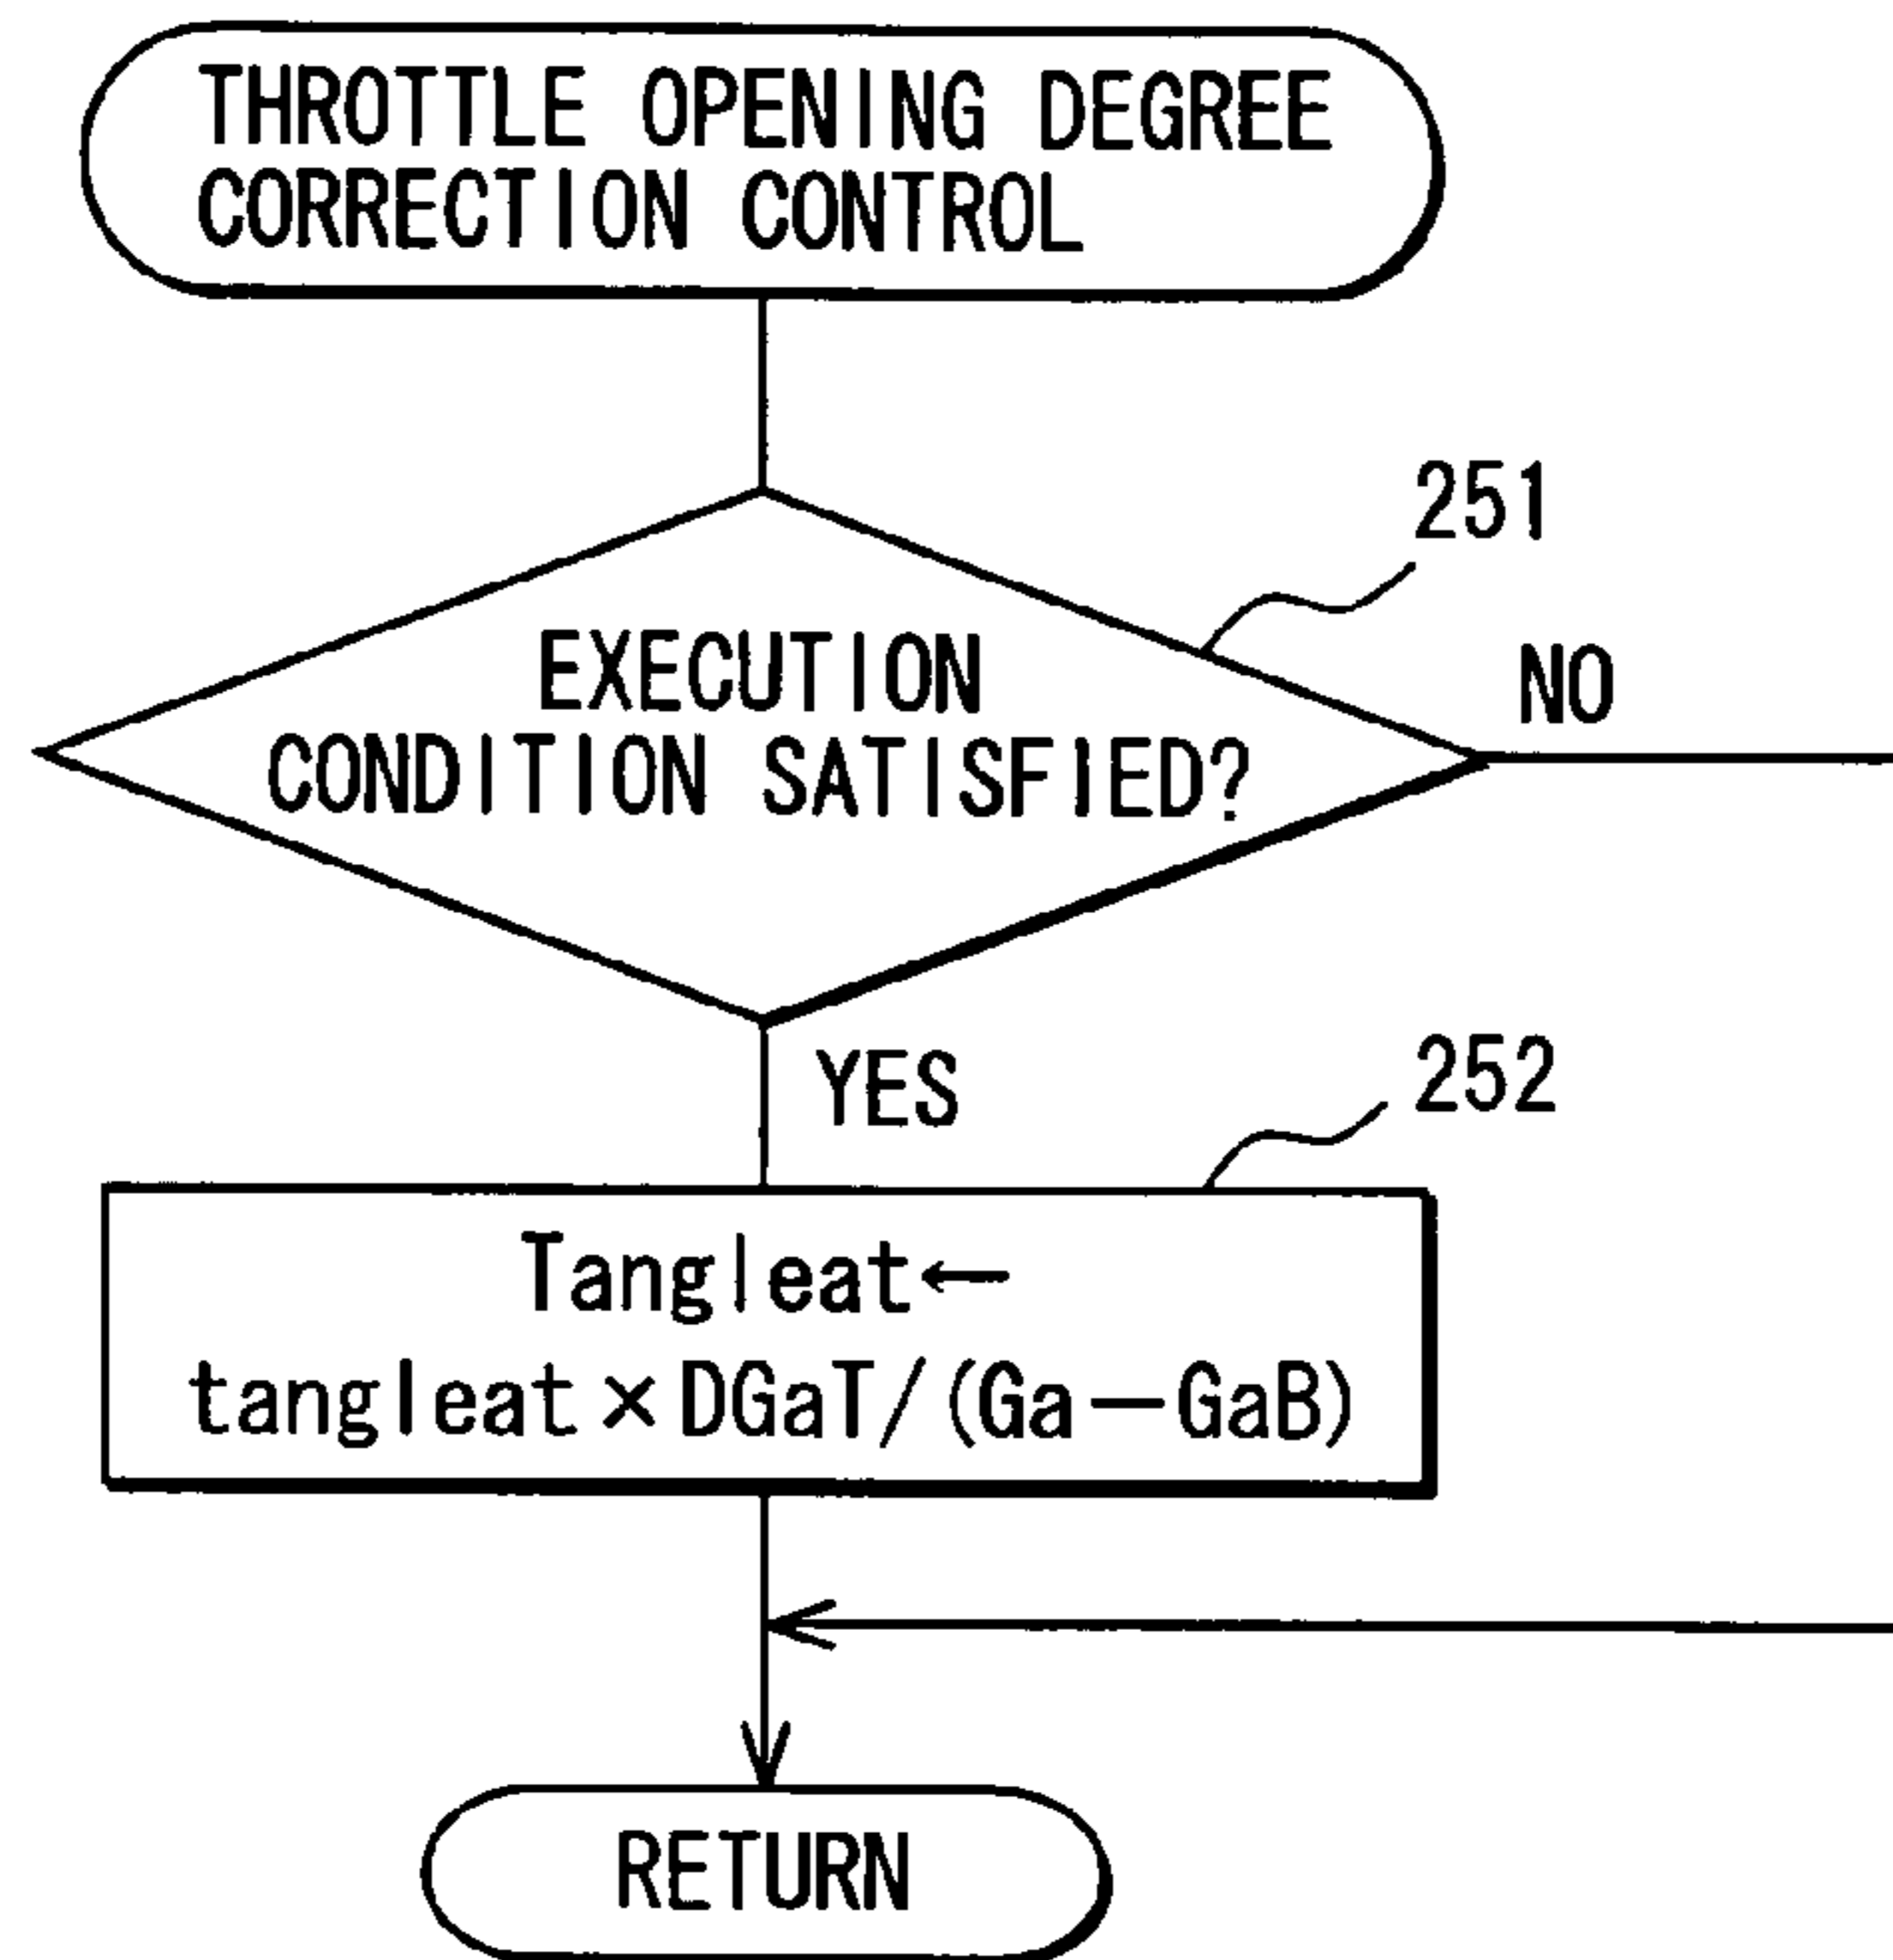 THROTTLE OPENING DEGREE
CORRECTION CONTROL
251
EXECUTION
CONDITION SATISFIED?
NO
YES
252
Tangleat←
tangleat×DGaT/(Ga−GaB)
RETURN